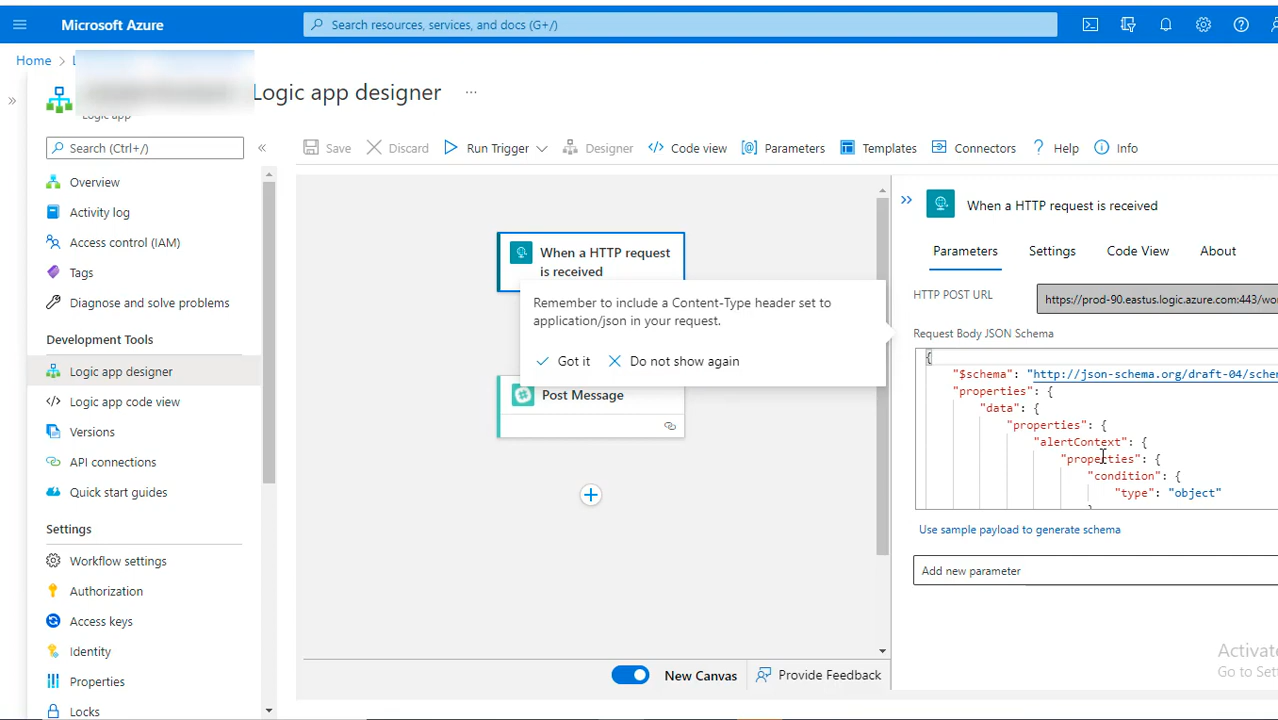 Microsoft Azure
Search resources, services, and docs (G+/)
Home >
Logic app designer ...
Logic app
Search (Ctrl+/)
Overview
Activity log
Access control (IAM)
Tags
Diagnose and solve problems
Development Tools
Logic app designer
Logic app code view
Versions
API connections
Quick start guides
Settings
Workflow settings
Authorization
Access keys
Identity
Properties
Locks
Save
Discard
Run Trigger
Designer
Code view
Parameters
Templates
Connectors
Help
Info
When a HTTP request
is received
Remember to include a Content-Type header set to
application/json in your request.
Got it
Do not show again
Post Message
New Canvas
Provide Feedback
When a HTTP request is received
Parameters Settings Code View About
HTTP POST URL
https://prod-90.eastus.logic.azure.com:443/wo
Request Body JSON Schema
{
"$schema": "http://json-schema.org/draft-04/schem
"properties": {
"data": {
"properties": {
"alertContext": {
"properties": {
"condition": {
"type": "object"
Use sample payload to generate schema
Add new parameter
Activate
Go to Set